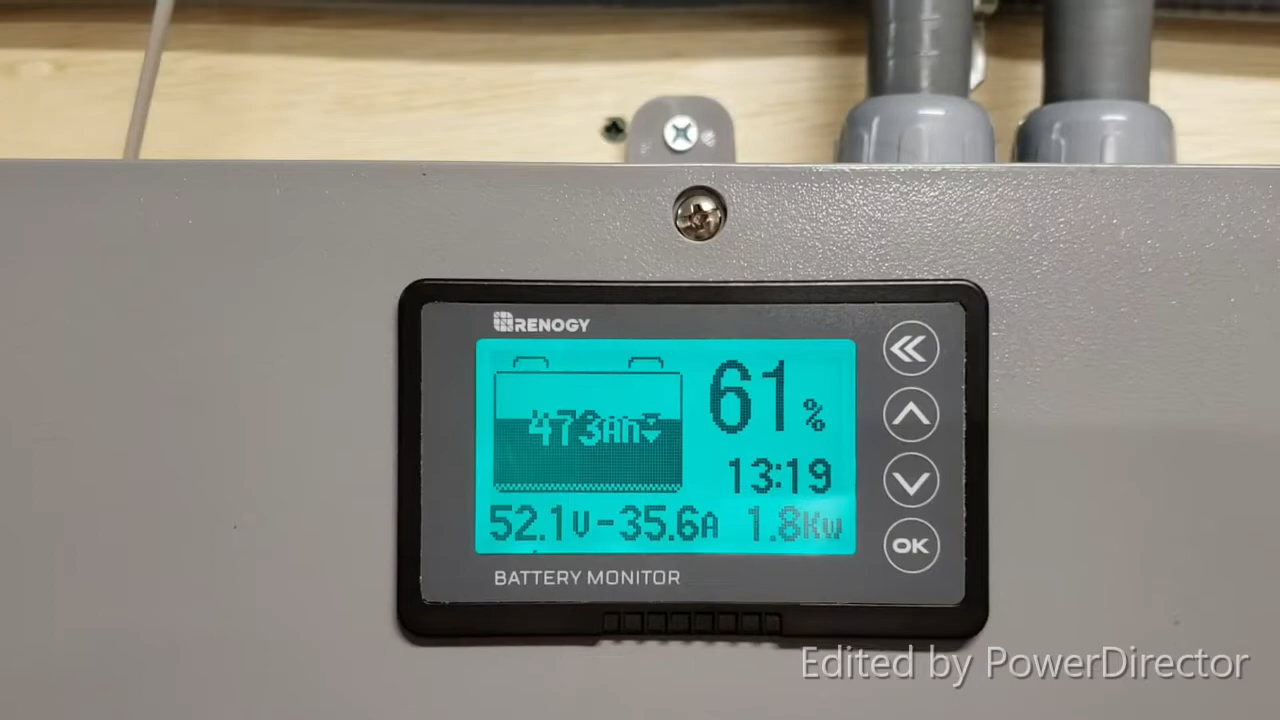 RENOGY
473Ah
61%
13:19
52.1V -35.6A 1.8Kw
OK
BATTERY MONITOR
Edited by PowerDirector